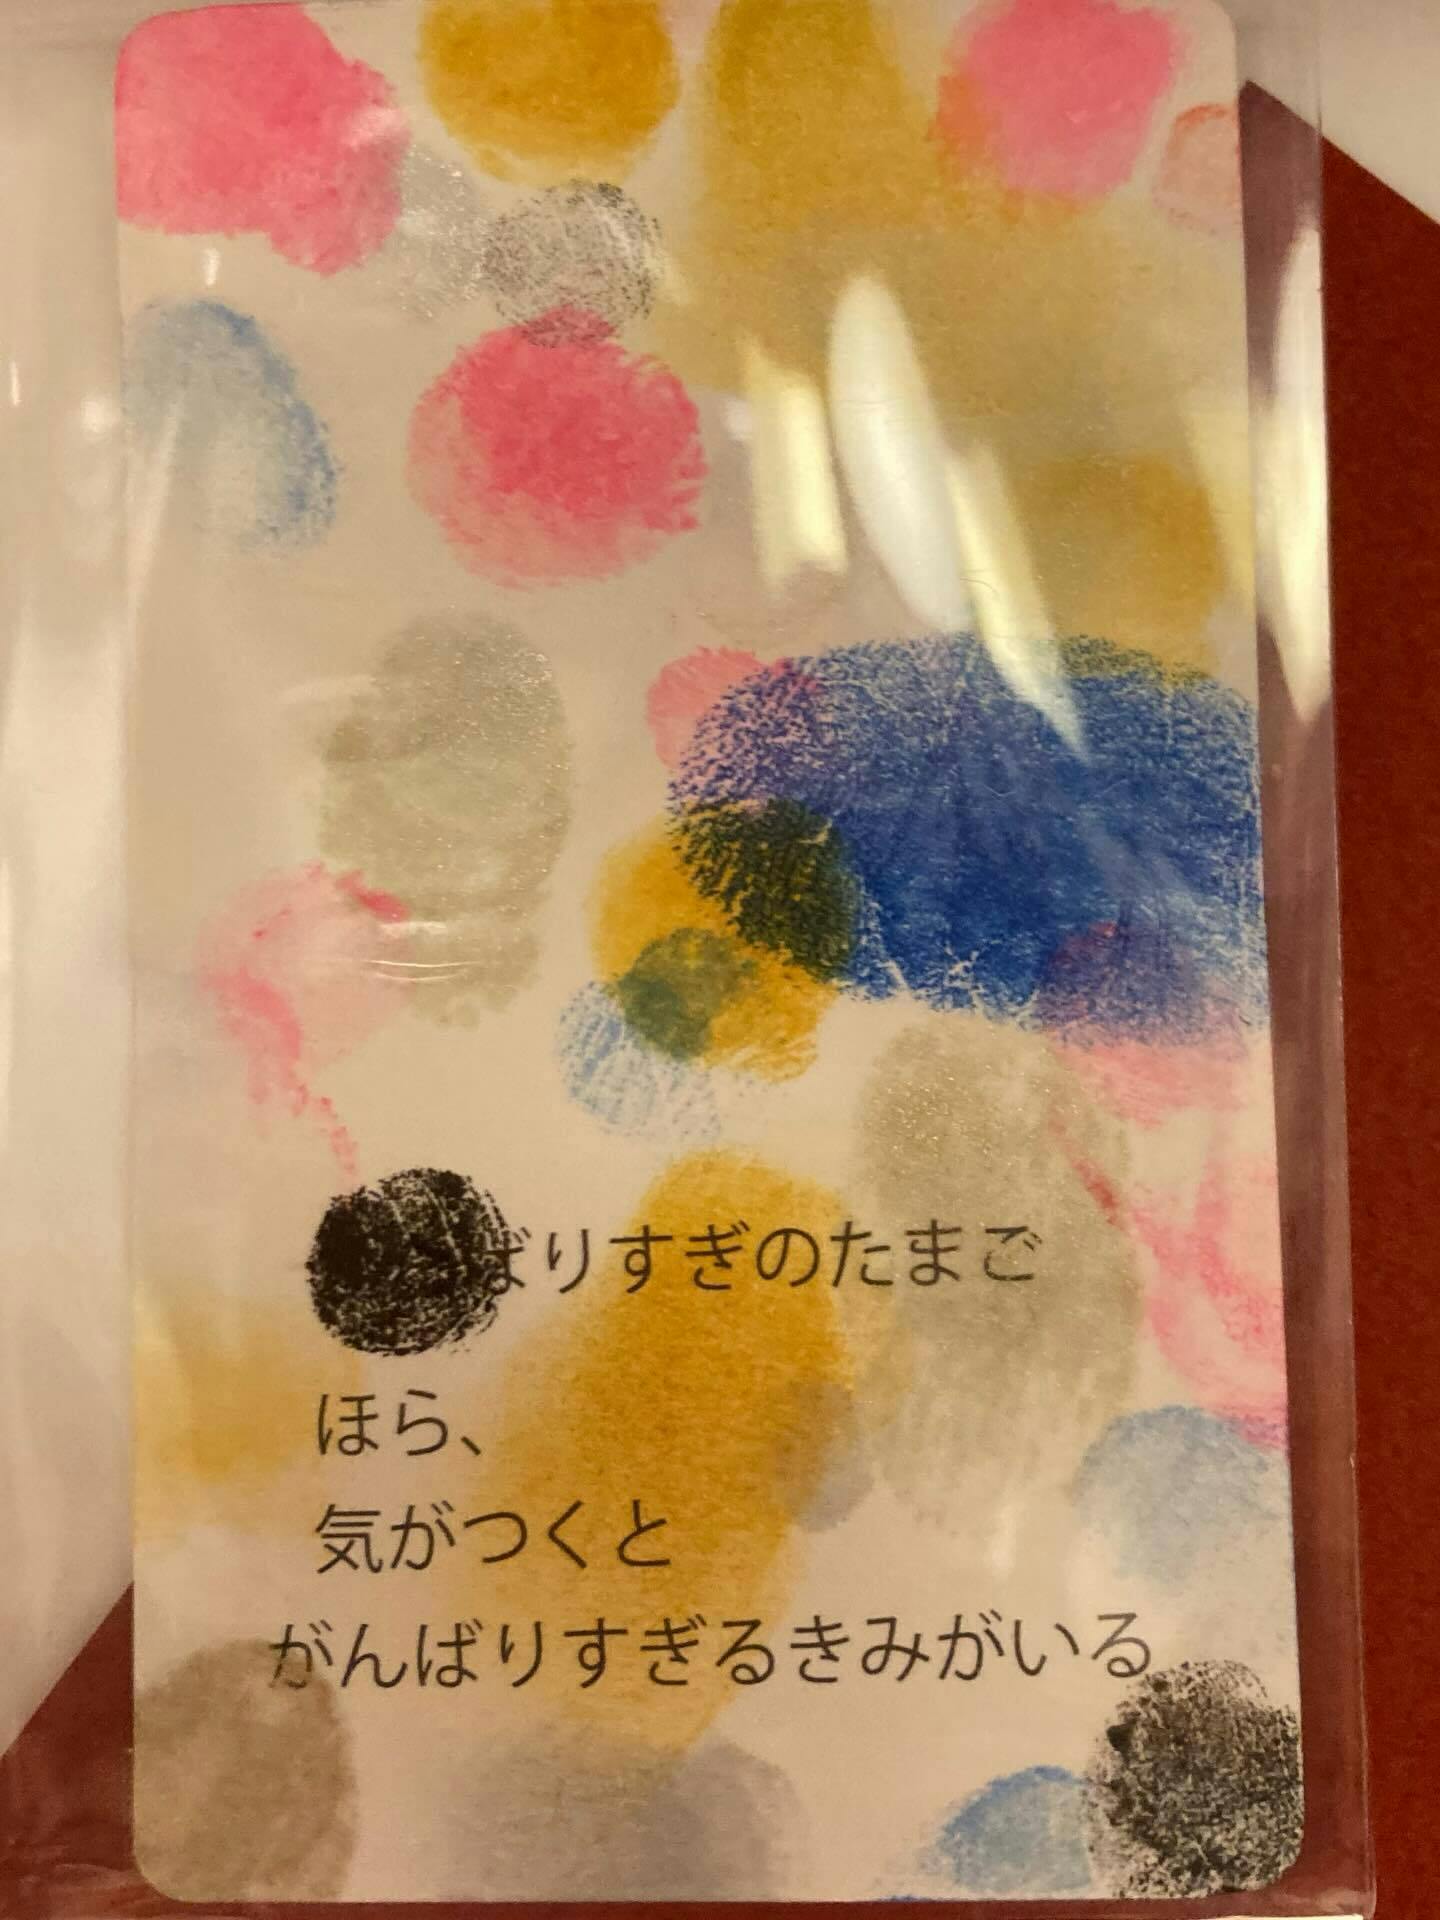 ばりすぎのたまご
ほら、
気がつくと
がんばりすぎるきみがいる